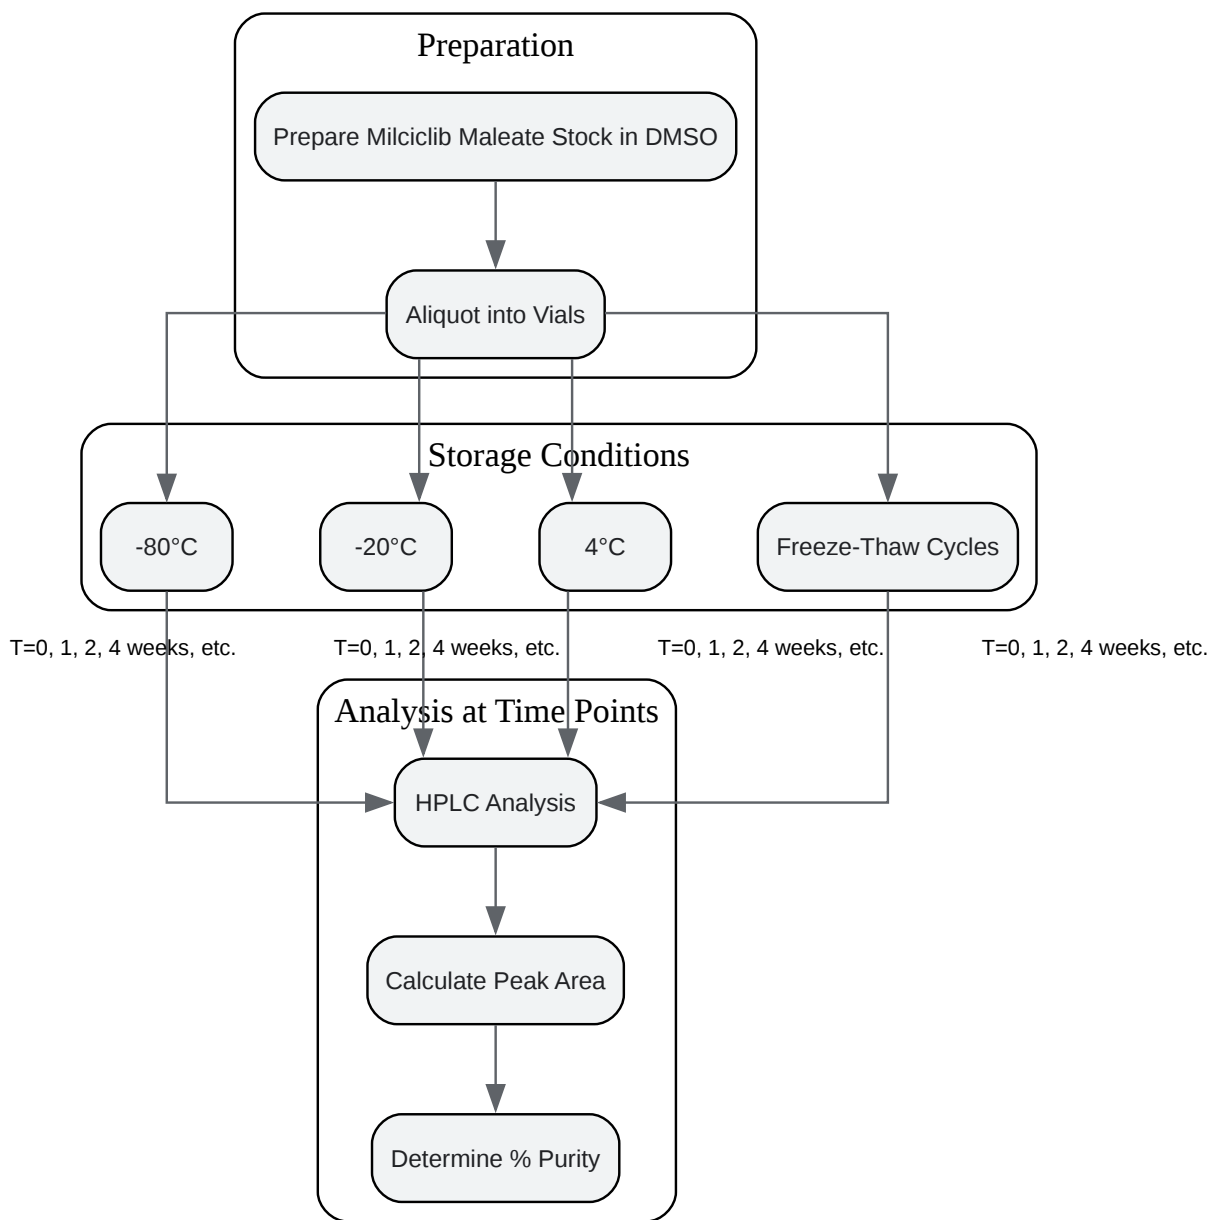 Preparation
Prepare Milciclib Maleate Stock in DMSO
Aliquot into Vials
Storage Conditions
-80°C
-20°C
4°C
Freeze-Thaw Cycles
T=0, 1, 2, 4 weeks, etc.
T=0, 1, 2, 4 weeks, etc.
T=0, 1, 2, 4 weeks, etc.
T=0, 1, 2, 4 weeks, etc.
Analysis at Time Points
HPLC Analysis
Calculate Peak Area
Determine % Purity